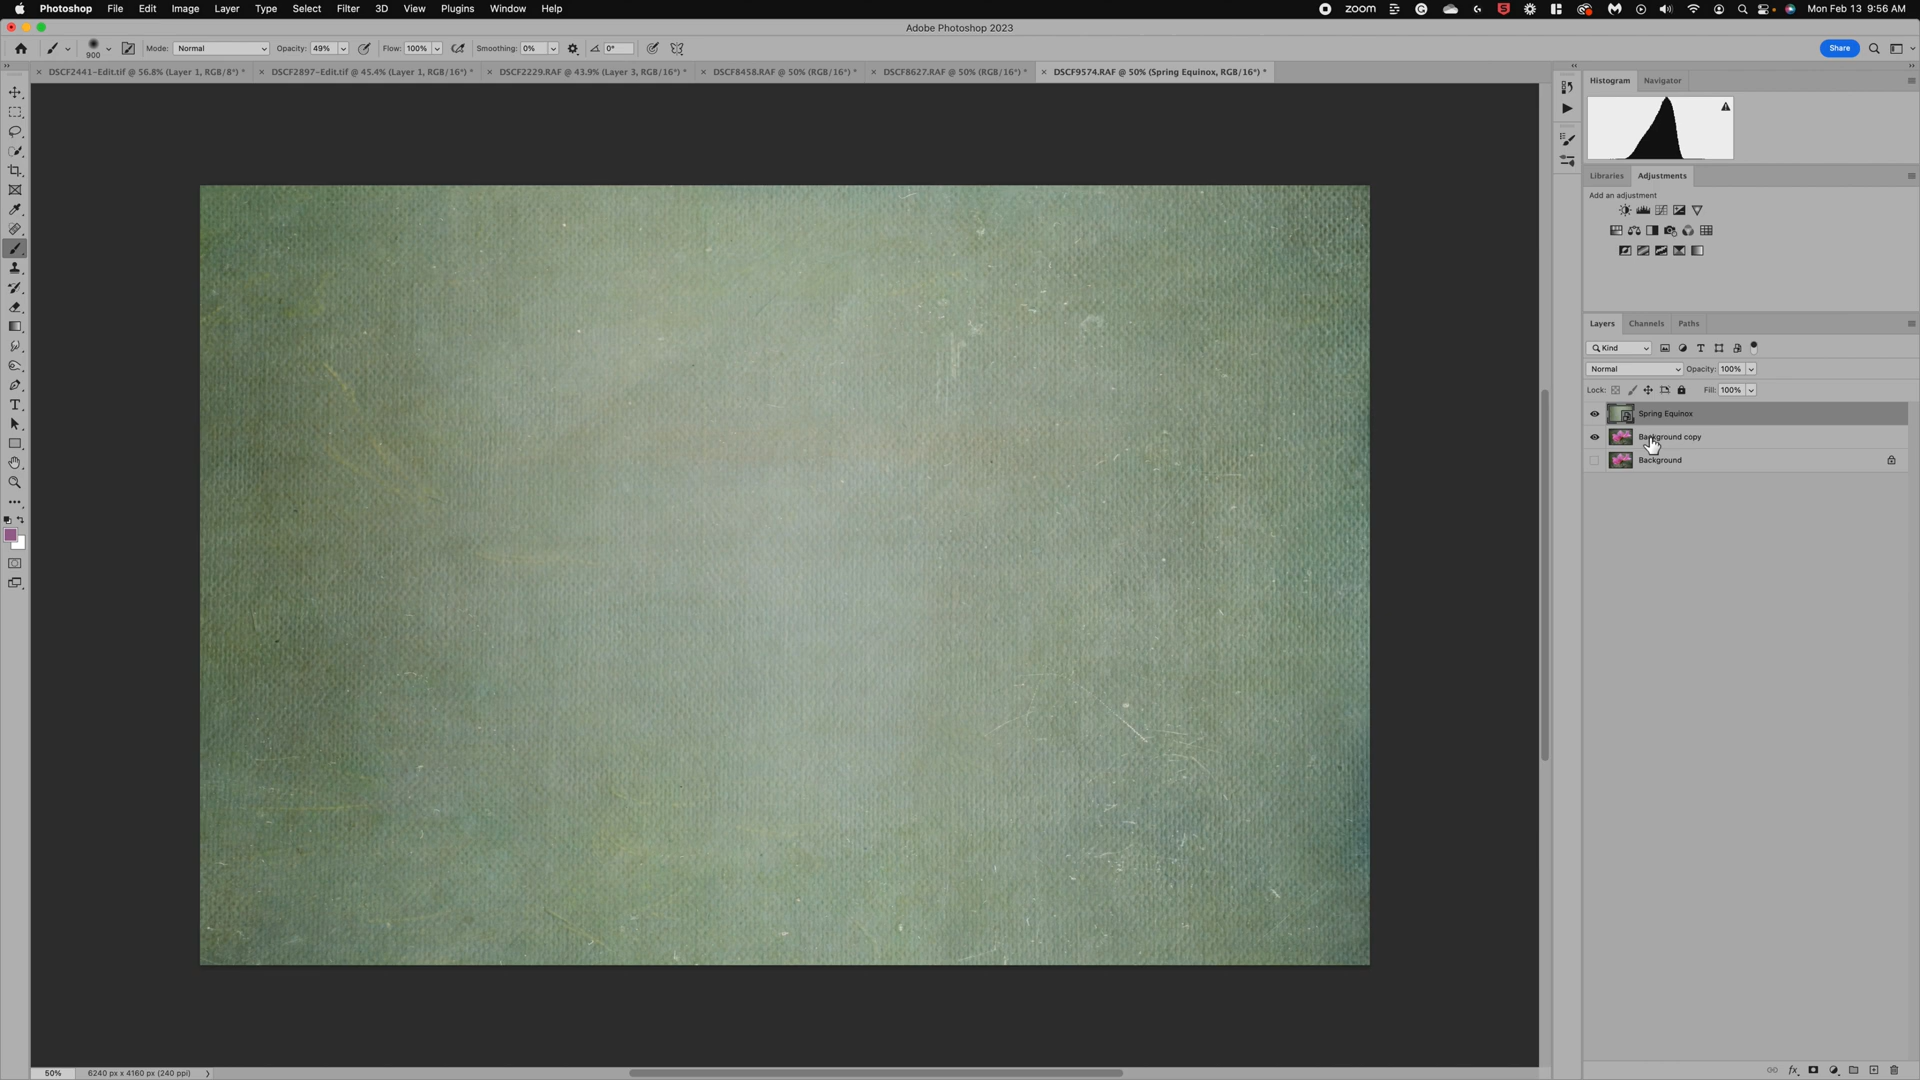 Photoshop File Edit Image Layer Type Select Filter 3D View Plugins Window Help zoom Mon Feb 13 9:56 AM
Adobe Photoshop 2023
900 Mode: Normal Opacity: 49% Flow: 100% Smoothing: 0% 0° Share
DSCF2441-Edit.tif @ 56.8% (Layer 1, RGB/8*) * DSCF2897-Edit.tif @ 45.4% (Layer 1, RGB/16*) * DSCF2229.RAF @ 43.9% (Layer 3, RGB/16*) * DSCF8458.RAF @ 50% (RGB/16*) * DSCF8627.RAF @ 50% (RGB/16*) * DSCF9574.RAF @ 50% (Spring Equinox, RGB/16*) *
Histogram Navigator
Libraries Adjustments
Add an adjustment
Layers Channels Paths
Kind
Normal Opacity: 100%
Lock: Fill: 100%
Spring Equinox
Background copy
Background
50% 6240 px x 4160 px (240 ppi)